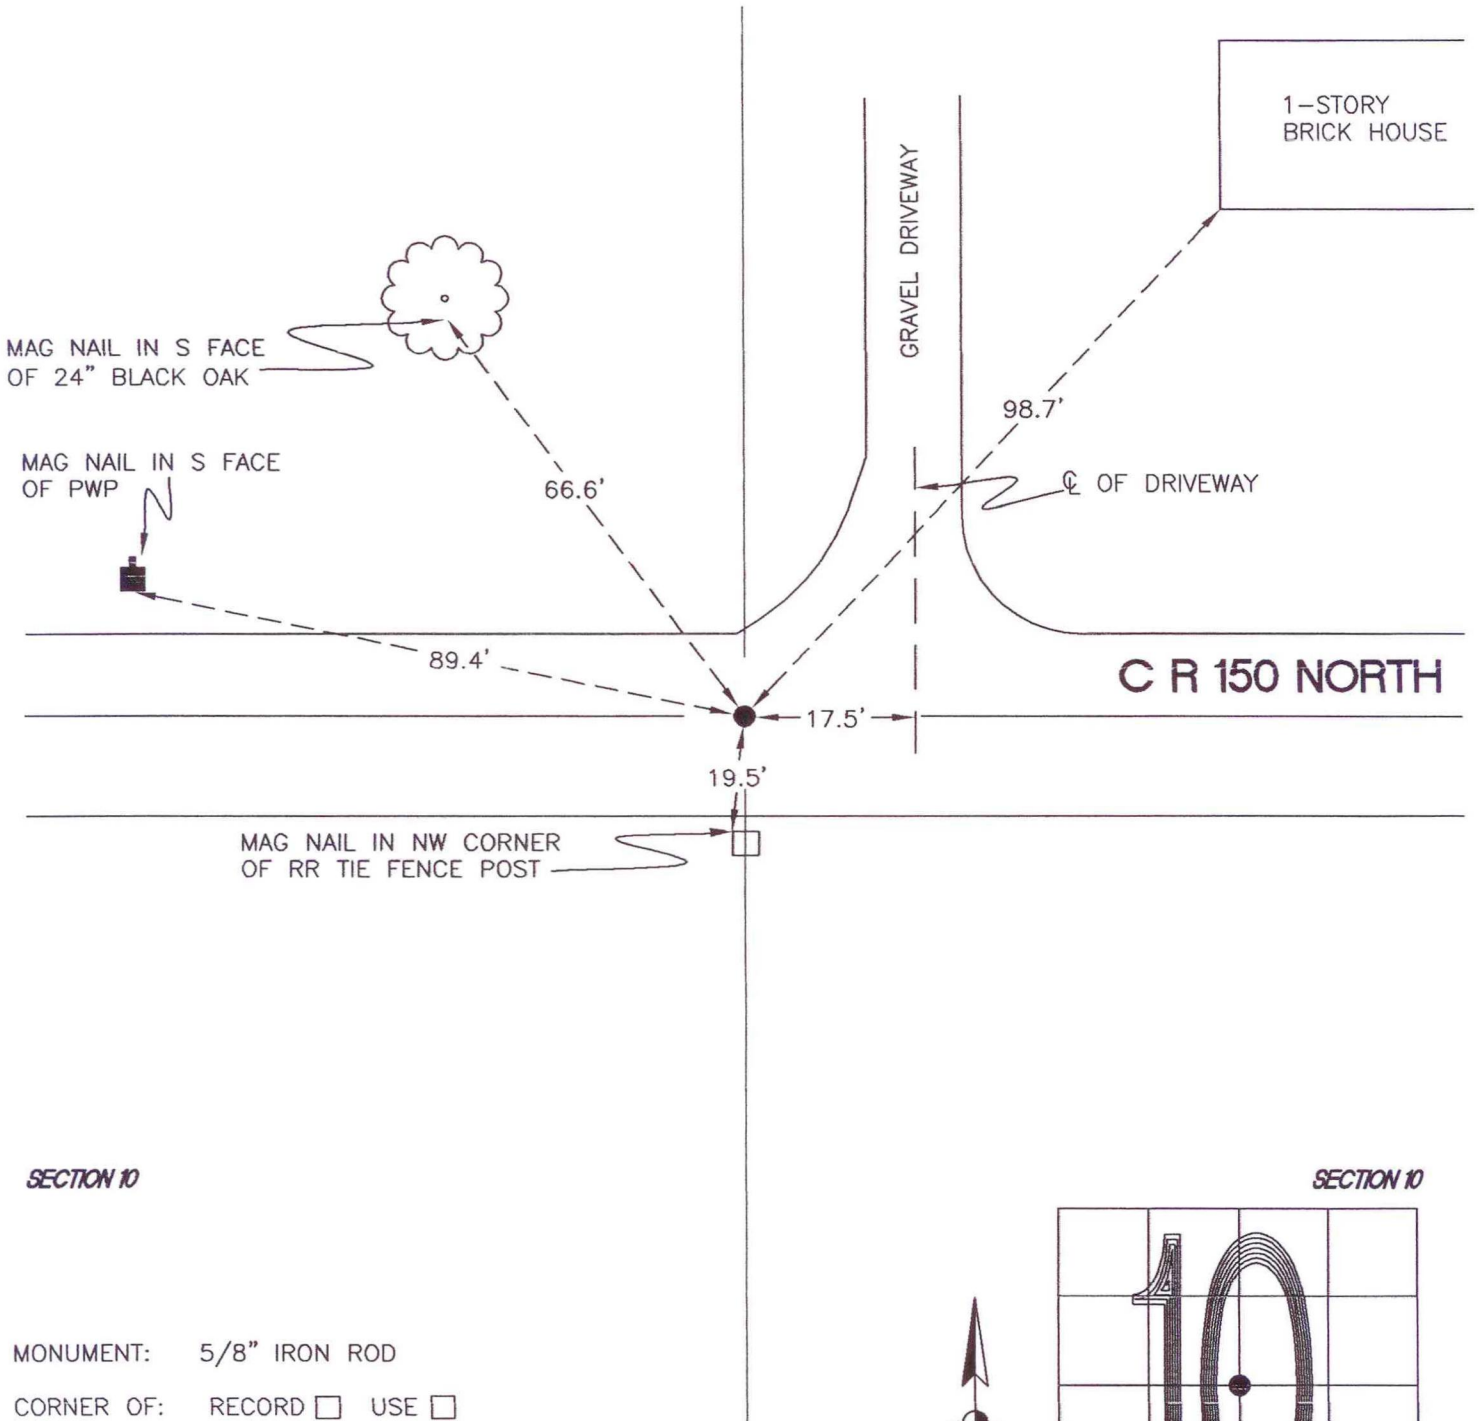 1-STORY
BRICK HOUSE
GRAVEL DRIVEWAY
MAG NAIL IN S FACE
OF 24" BLACK OAK
98.7'
MAG NAIL IN S FACE
OF PWP
66.6'
℄ OF DRIVEWAY
89.4'
C R 150 NORTH
17.5'
19.5'
MAG NAIL IN NW CORNER
OF RR TIE FENCE POST
SECTION 10
SECTION 10
10
MONUMENT: 5/8" IRON ROD
CORNER OF: RECORD □ USE □